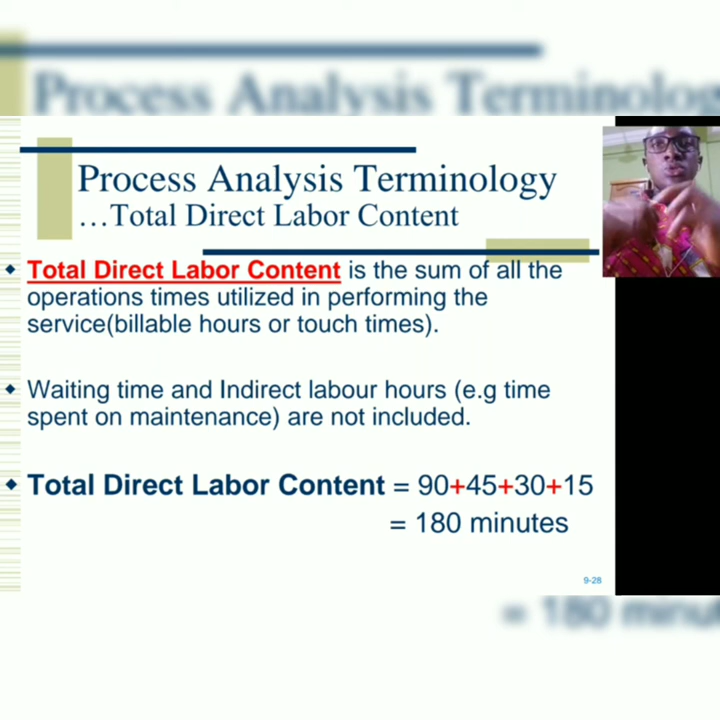 Process Analysis Terminology
Process Analysis Terminology
…Total Direct Labor Content
Total Direct Labor Content is the sum of all the
operations times utilized in performing the
service(billable hours or touch times).
Waiting time and Indirect labour hours (e.g time
spent on maintenance) are not included.
Total Direct Labor Content = 90+45+30+15
= 180 minutes
9-28
= 180 minut